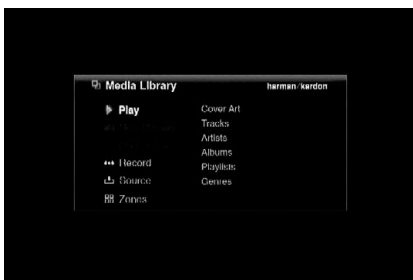 Media Library
harman/kardon
Play
Cover Art
Tracks
Artists
Albums
Record
Playlists
Source
Genres
Zones